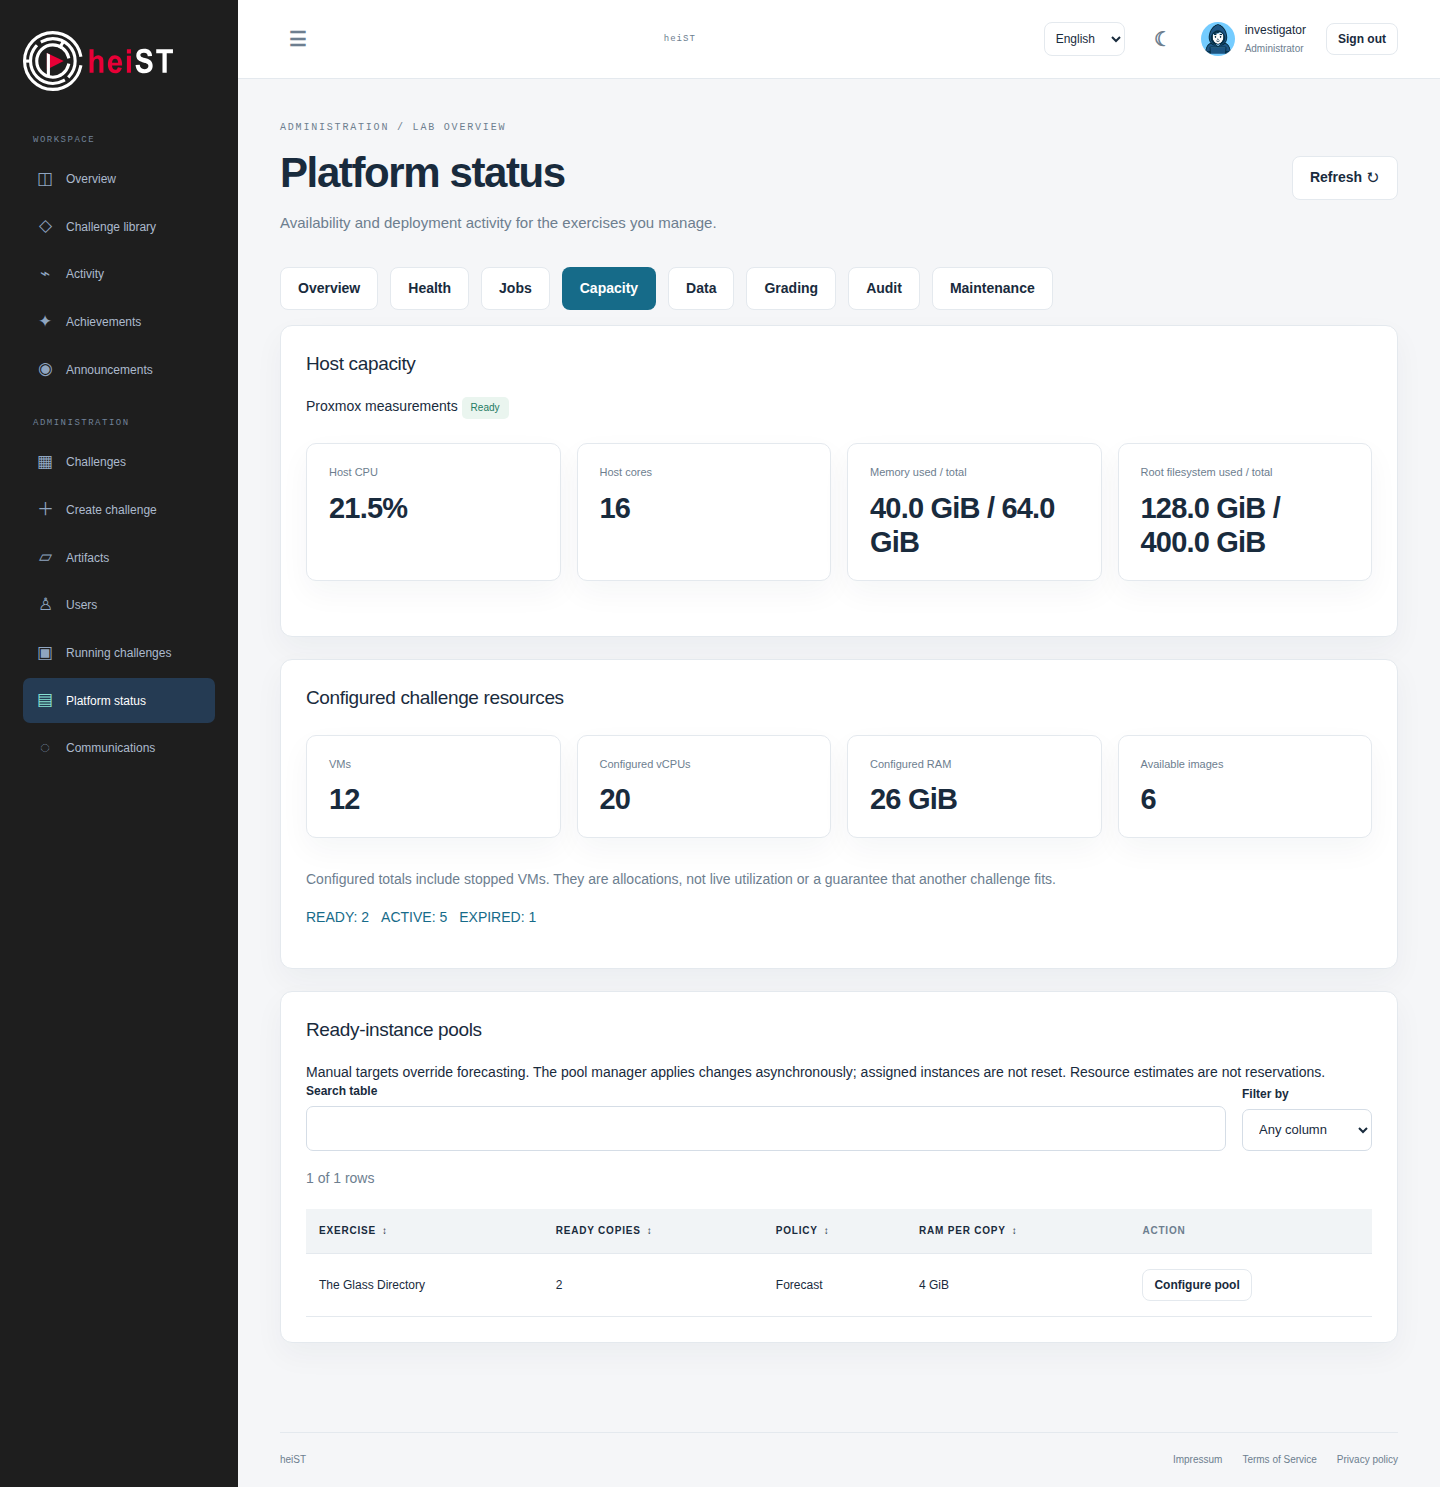 heiST
heiST
English
investigator
Administrator
Sign out
WORKSPACE
Overview
Challenge library
Activity
Achievements
Announcements
ADMINISTRATION
Challenges
Create challenge
Artifacts
Users
Running challenges
Platform status
Communications
ADMINISTRATION / LAB OVERVIEW
Platform status
Refresh ↻
Availability and deployment activity for the exercises you manage.
Overview
Health
Jobs
Capacity
Data
Grading
Audit
Maintenance
Host capacity
Proxmox measurements Ready
Host CPU
21.5%
Host cores
16
Memory used / total
40.0 GiB / 64.0
GiB
Root filesystem used / total
128.0 GiB /
400.0 GiB
Configured challenge resources
VMs
12
Configured vCPUs
20
Configured RAM
26 GiB
Available images
6
Configured totals include stopped VMs. They are allocations, not live utilization or a guarantee that another challenge fits.
READY: 2 ACTIVE: 5 EXPIRED: 1
Ready-instance pools
Manual targets override forecasting. The pool manager applies changes asynchronously; assigned instances are not reset. Resource estimates are not reservations.
Search table
Filter by
Any column
1 of 1 rows
EXERCISE ↕ READY COPIES ↕ POLICY ↕ RAM PER COPY ↕ ACTION
The Glass Directory 2 Forecast 4 GiB Configure pool
heiST
Impressum Terms of Service Privacy policy